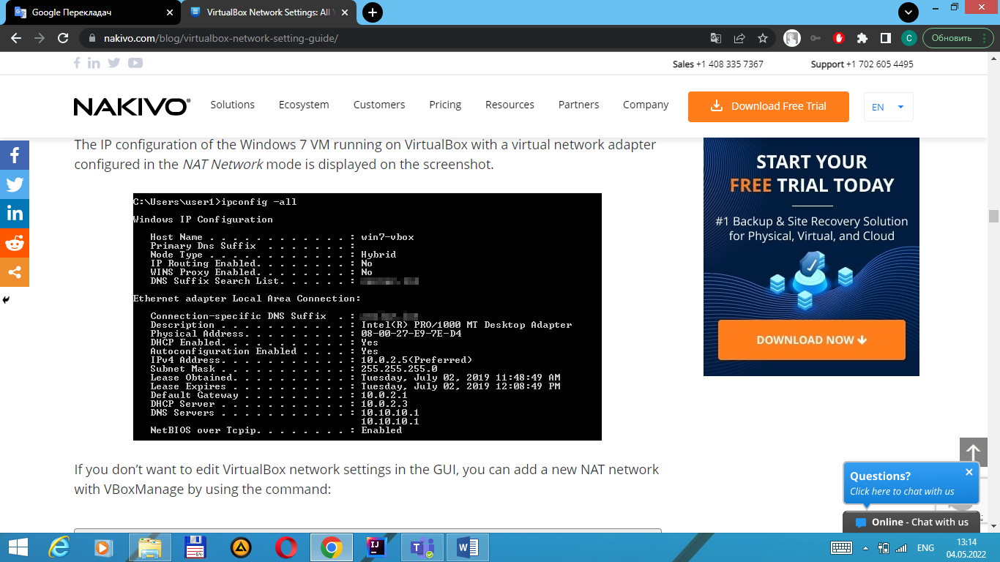 Google Перекладач
VirtualBox Network Settings: All
nakivo.com/blog/virtualbox-network-setting-guide/
C
Обновить
Sales +1 408 335 7367
Support +1 702 605 4495
NAKIVO®
Solutions
Ecosystem
Customers
Pricing
Resources
Partners
Company
Download Free Trial
EN
The IP configuration of the Windows 7 VM running on VirtualBox with a virtual network adapter
configured in the NAT Network mode is displayed on the screenshot.
C:\Users\user1>ipconfig -all
Windows IP Configuration
Host Name . . . . . . . . . . . . : win7-vbox
Primary Dns Suffix . . . . . . . :
Node Type . . . . . . . . . . . . : Hybrid
IP Routing Enabled. . . . . . . . : No
WINS Proxy Enabled. . . . . . . . : No
DNS Suffix Search List. . . . . . :
Ethernet adapter Local Area Connection:
Connection-specific DNS Suffix . :
Description . . . . . . . . . . . : Intel(R) PRO/1000 MT Desktop Adapter
Physical Address. . . . . . . . . : 08-00-27-E9-7E-D4
DHCP Enabled. . . . . . . . . . . : Yes
Autoconfiguration Enabled . . . . : Yes
IPv4 Address. . . . . . . . . . . : 10.0.2.5(Preferred)
Subnet Mask . . . . . . . . . . . : 255.255.255.0
Lease Obtained. . . . . . . . . . : Tuesday, July 02, 2019 11:48:49 AM
Lease Expires . . . . . . . . . . : Tuesday, July 02, 2019 12:08:49 PM
Default Gateway . . . . . . . . . : 10.0.2.1
DHCP Server . . . . . . . . . . . : 10.0.2.3
DNS Servers . . . . . . . . . . . : 10.10.10.1
10.10.10.1
NetBIOS over Tcpip. . . . . . . . : Enabled
START YOUR
FREE TRIAL TODAY
#1 Backup & Site Recovery Solution
for Physical, Virtual, and Cloud
DOWNLOAD NOW
If you don’t want to edit VirtualBox network settings in the GUI, you can add a new NAT network
with VBoxManage by using the command:
Questions?
Click here to chat with us
Online - Chat with us
64
IJ
T
W
ENG
13:14
04.05.2022